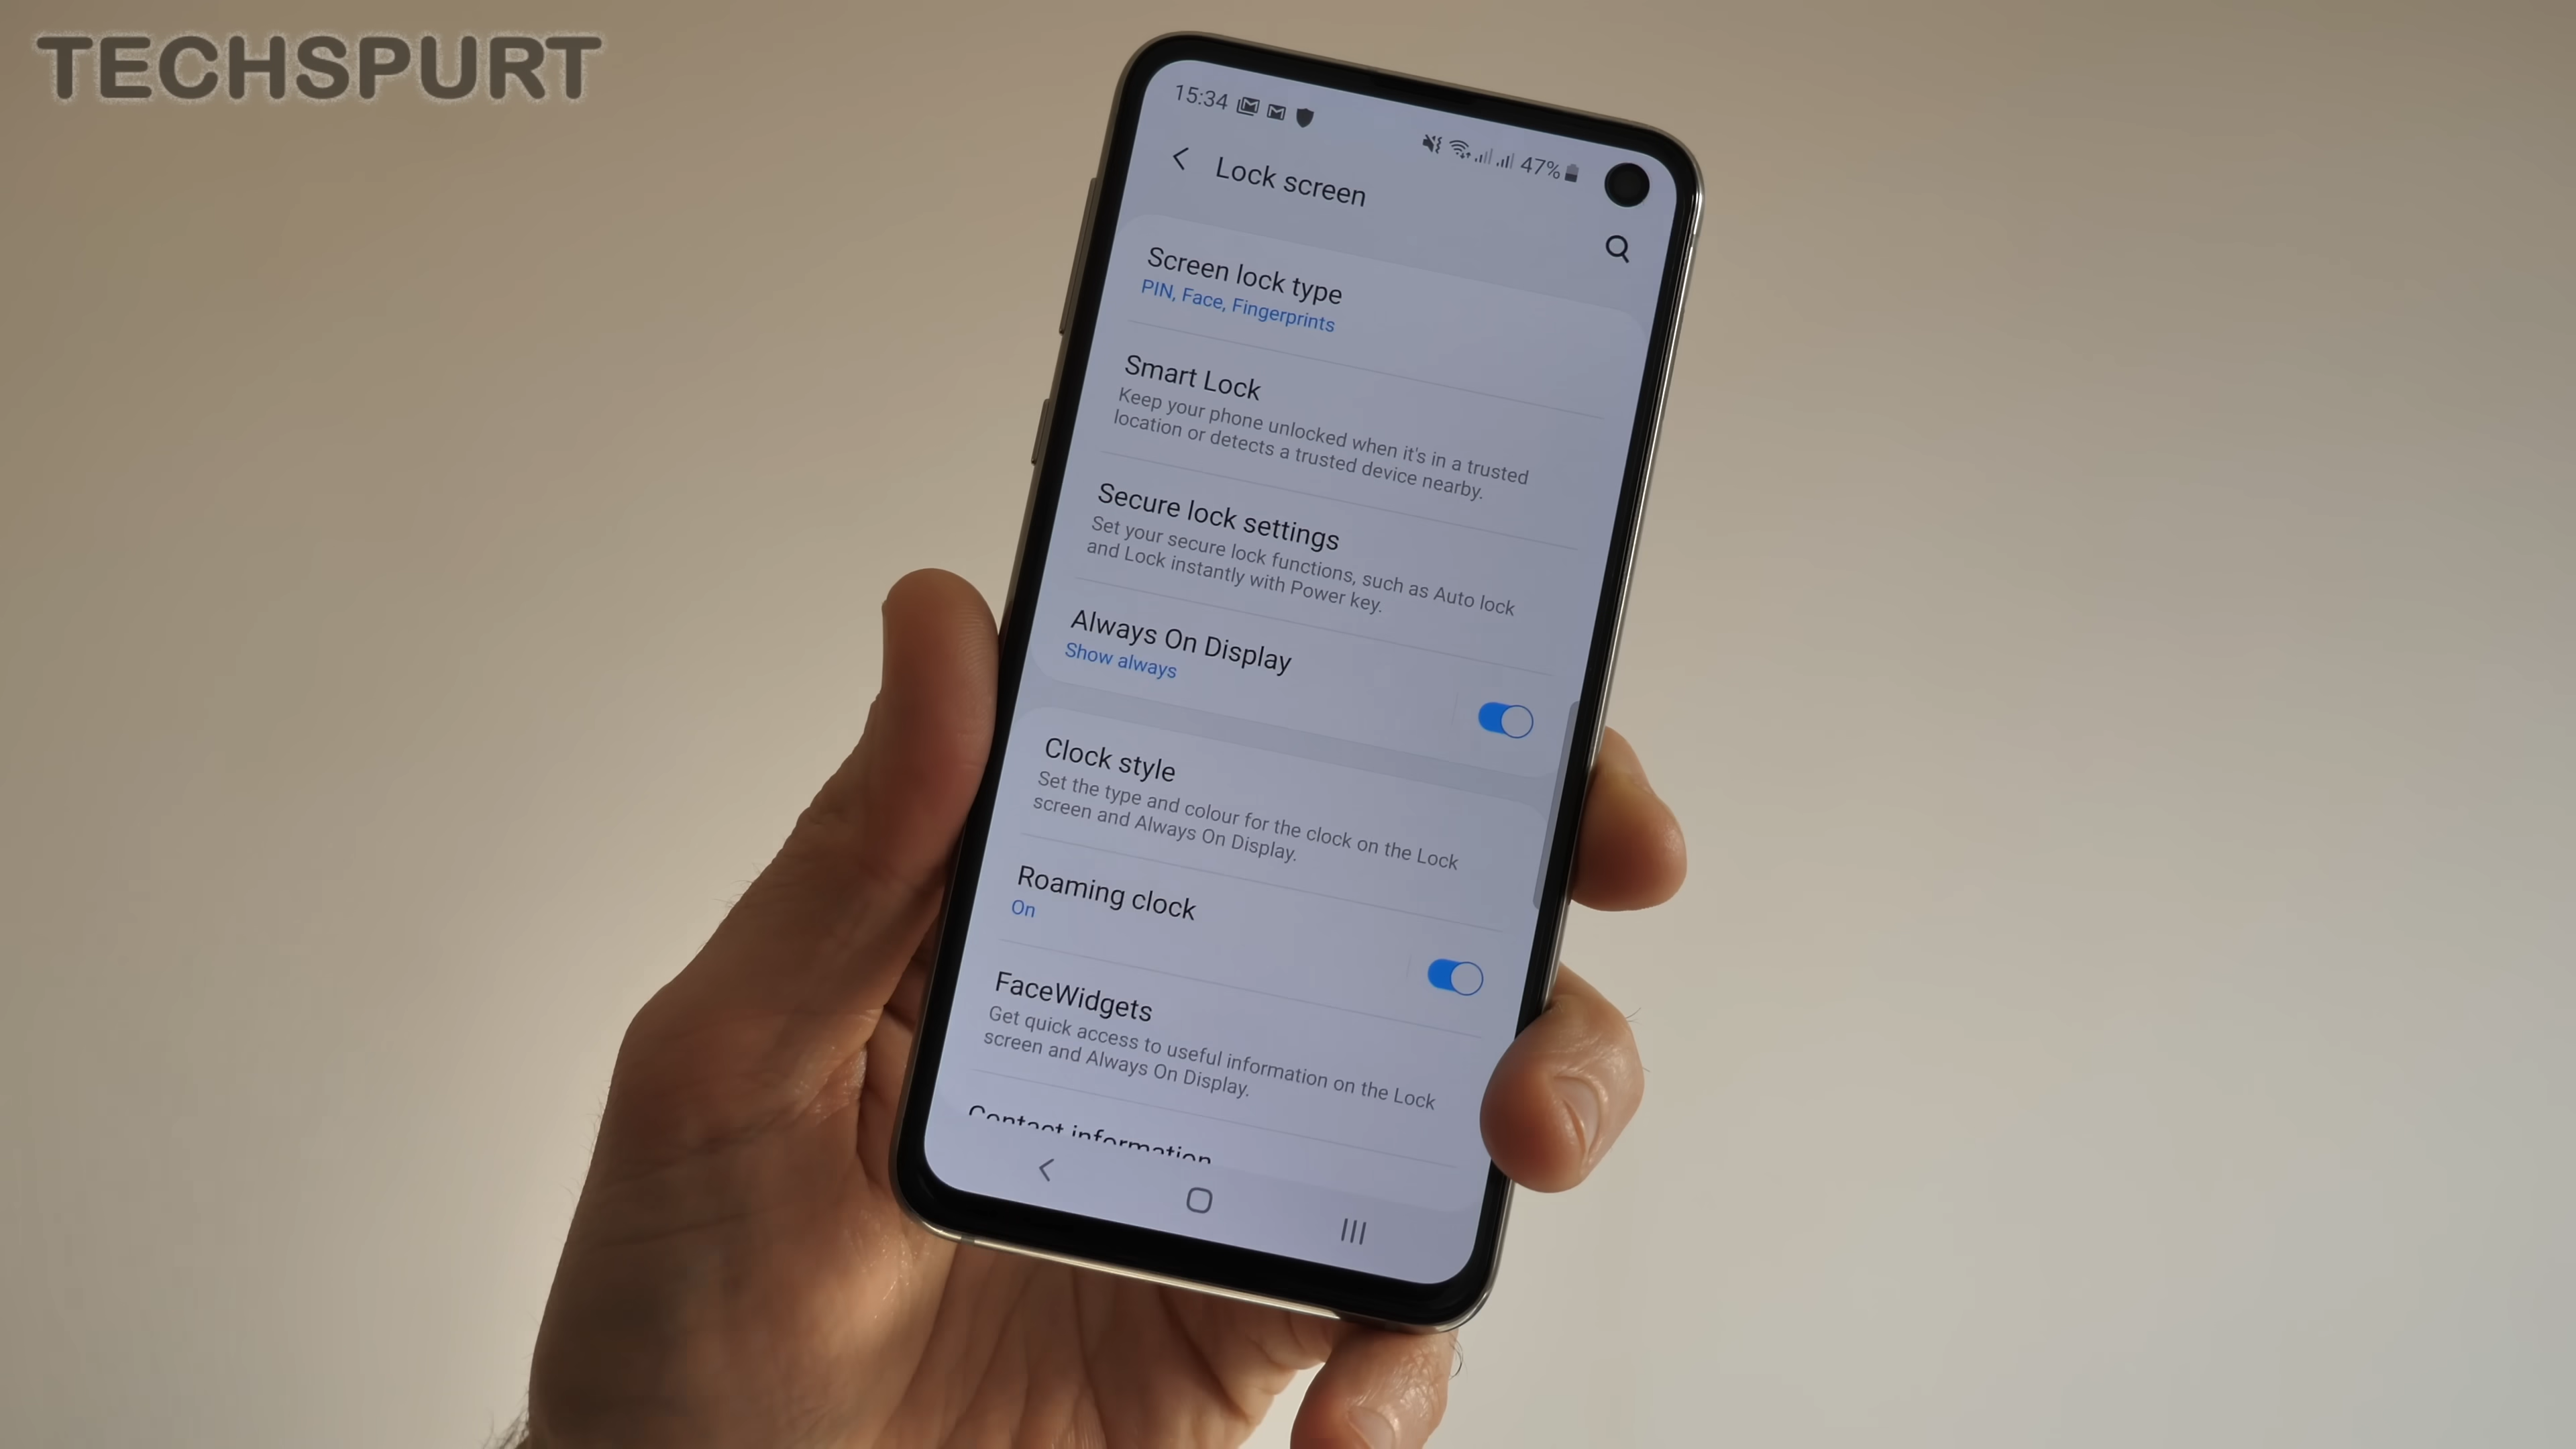 TECHSPURT
15:34
47%
Lock screen
Screen lock type
PIN, Face, Fingerprints
Smart Lock
Keep your phone unlocked when it's in a trusted
location or detects a trusted device nearby.
Secure lock settings
Set your secure lock functions, such as Auto lock
and Lock instantly with Power key.
Always On Display
Show always
Clock style
Set the type and colour for the clock on the Lock
screen and Always On Display.
Roaming clock
On
FaceWidgets
Get quick access to useful information on the Lock
screen and Always On Display.
Contact information